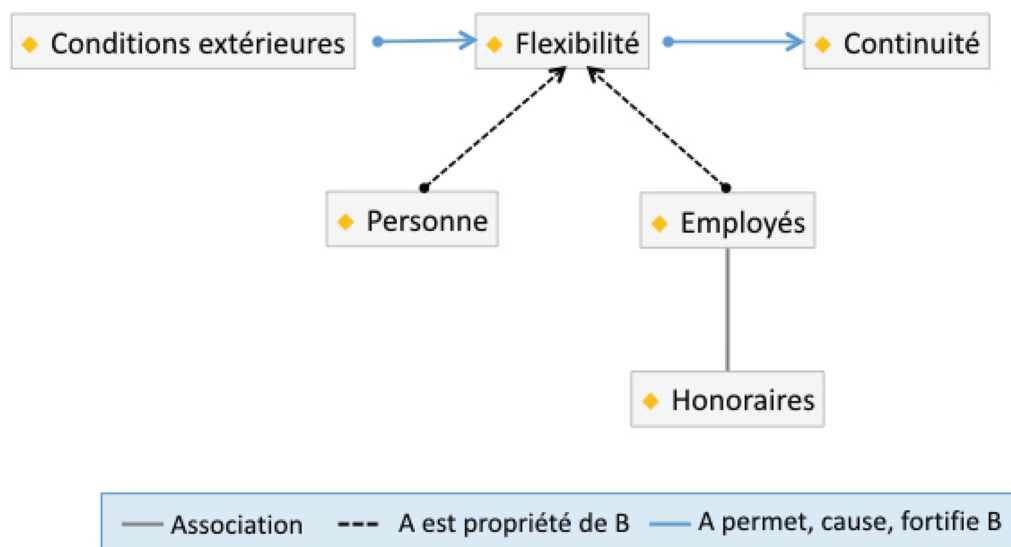 Conditions extérieures
Flexibilité
Continuité
Personne
Employés
Honoraires
Association
A est propriété de B
A permet, cause, fortifie B